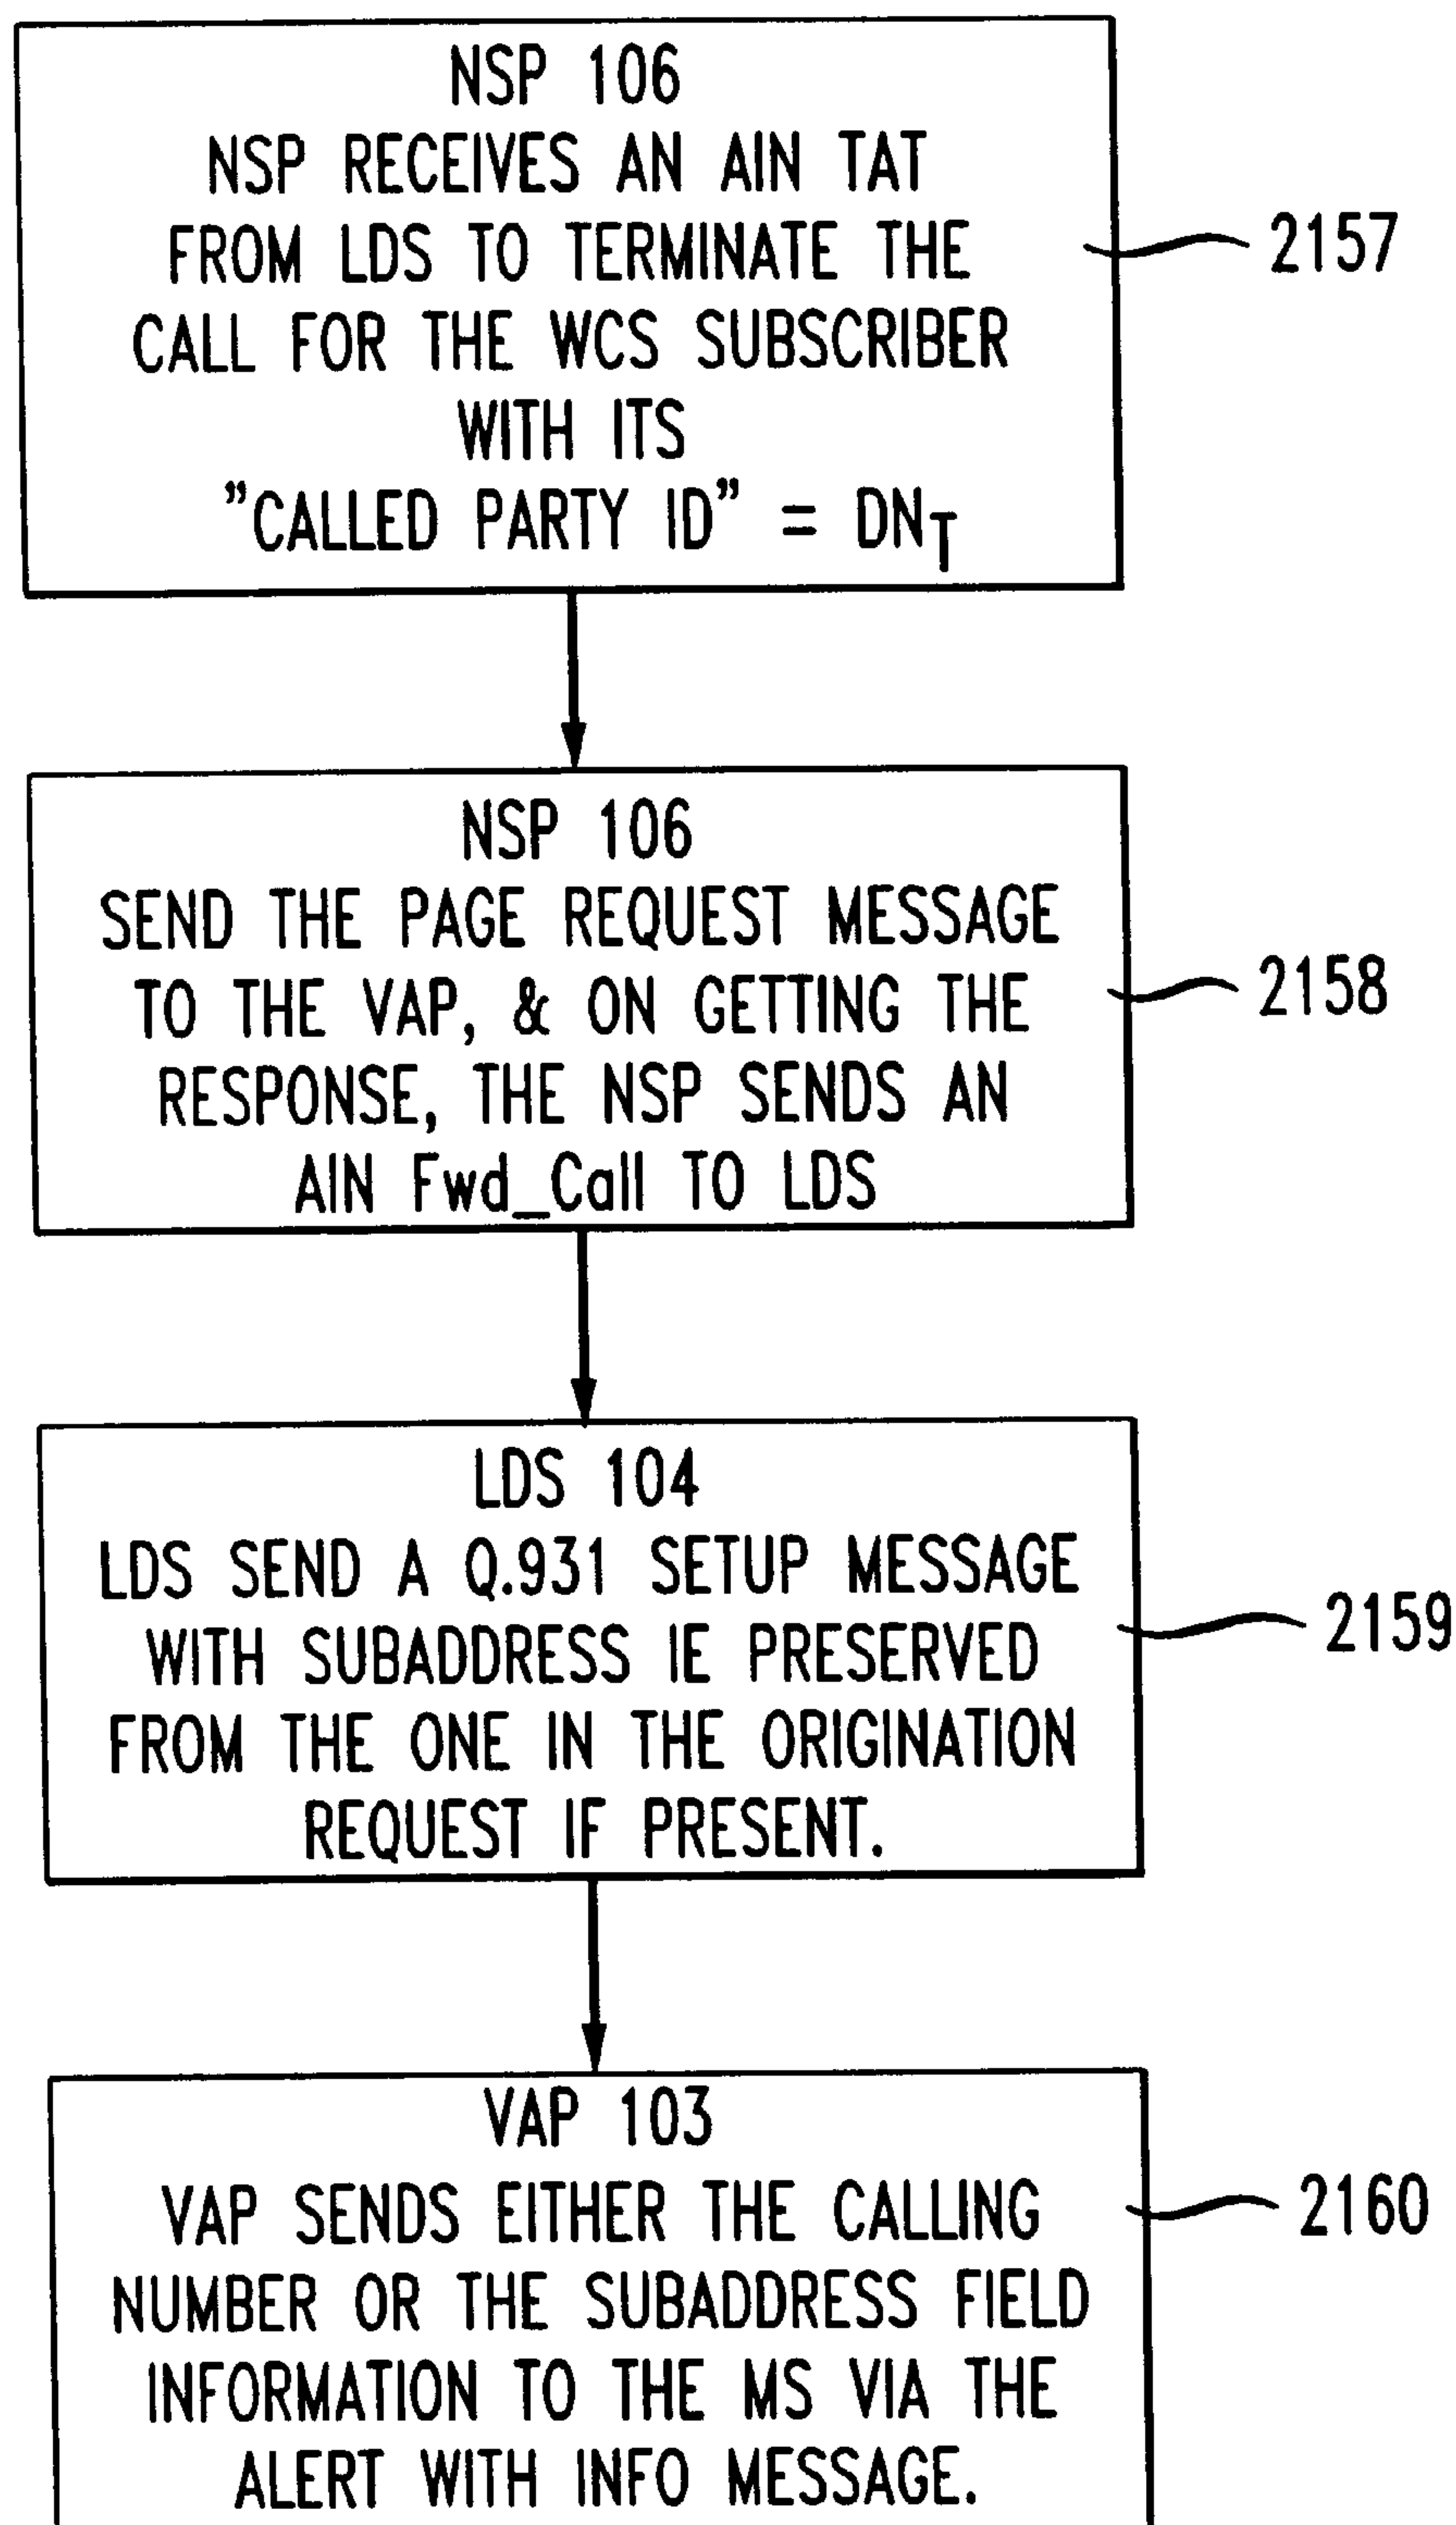 NSP 106
NSP RECEIVES AN AIN TAT
FROM LDS TO TERMINATE THE
CALL FOR THE WCS SUBSCRIBER
WITH ITS
”CALLED PARTY ID” = DNT
2157
NSP 106
SEND THE PAGE REQUEST MESSAGE
TO THE VAP, & ON GETTING THE
RESPONSE, THE NSP SENDS AN
AIN Fwd_Call TO LDS
2158
LDS 104
LDS SEND A Q.931 SETUP MESSAGE
WITH SUBADDRESS IE PRESERVED
FROM THE ONE IN THE ORIGINATION
REQUEST IF PRESENT.
2159
VAP 103
VAP SENDS EITHER THE CALLING
NUMBER OR THE SUBADDRESS FIELD
INFORMATION TO THE MS VIA THE
ALERT WITH INFO MESSAGE.
2160